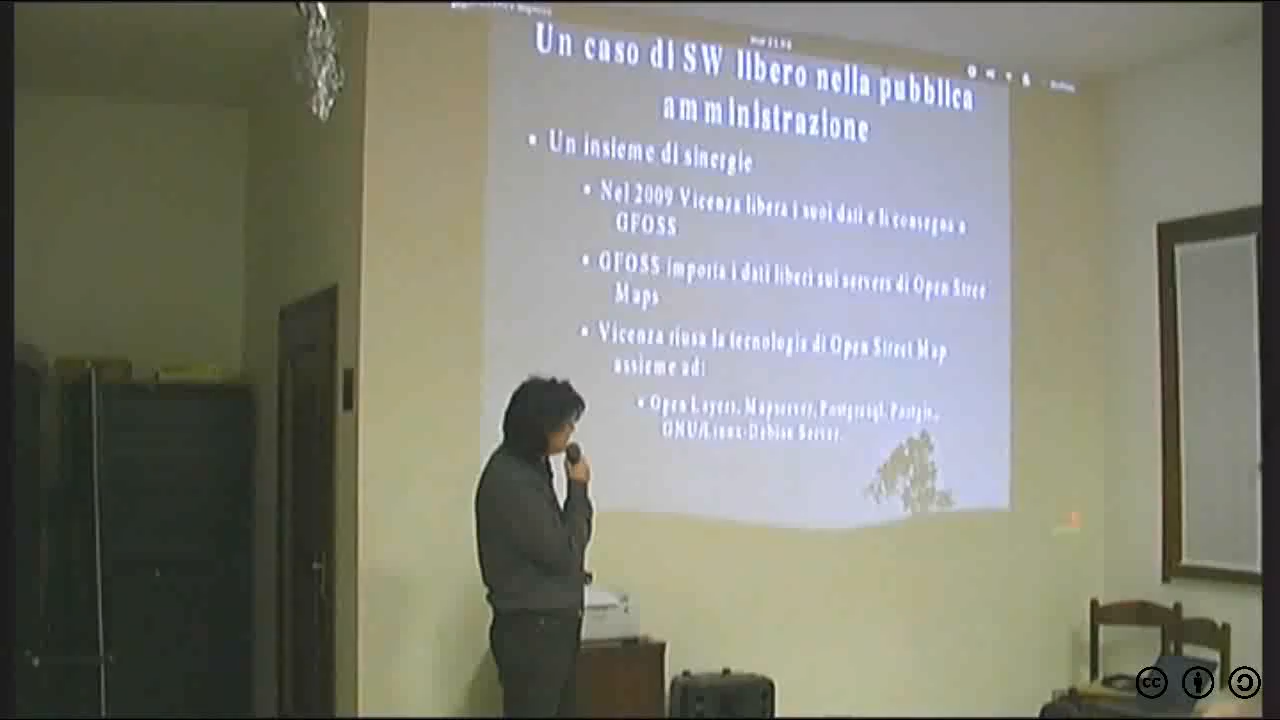 Un caso di SW libero nella pubblica
amministrazione
• Un insieme di sinergie
• Nel 2009 Vicenza libera i suoi dati e li consegna a
GFOSS
• GFOSS importa i dati liberi sui servers di Open Stree
Maps
• Vicenza riusa la tecnologia di Open Street Map
assieme ad:
• Open Layers, Mapserver, Postgresql, Postgis,
GNU/Linux-Debian Server.
cc